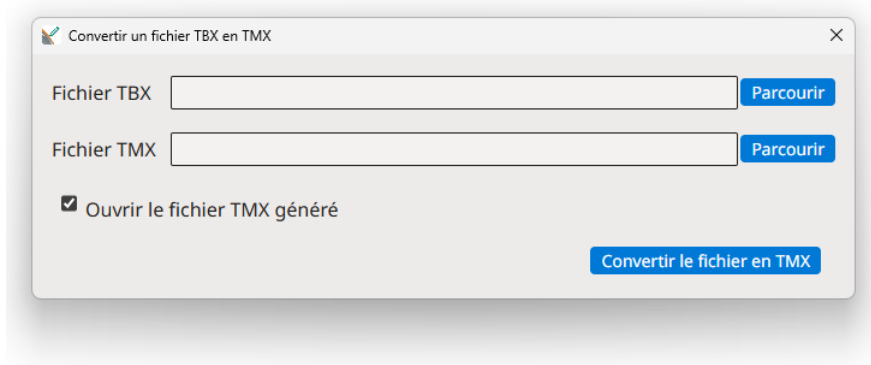 Convertir un fichier TBX en TMX
Fichier TBX Parcourir
Fichier TMX Parcourir
Ouvrir le fichier TMX généré
Convertir le fichier en TMX